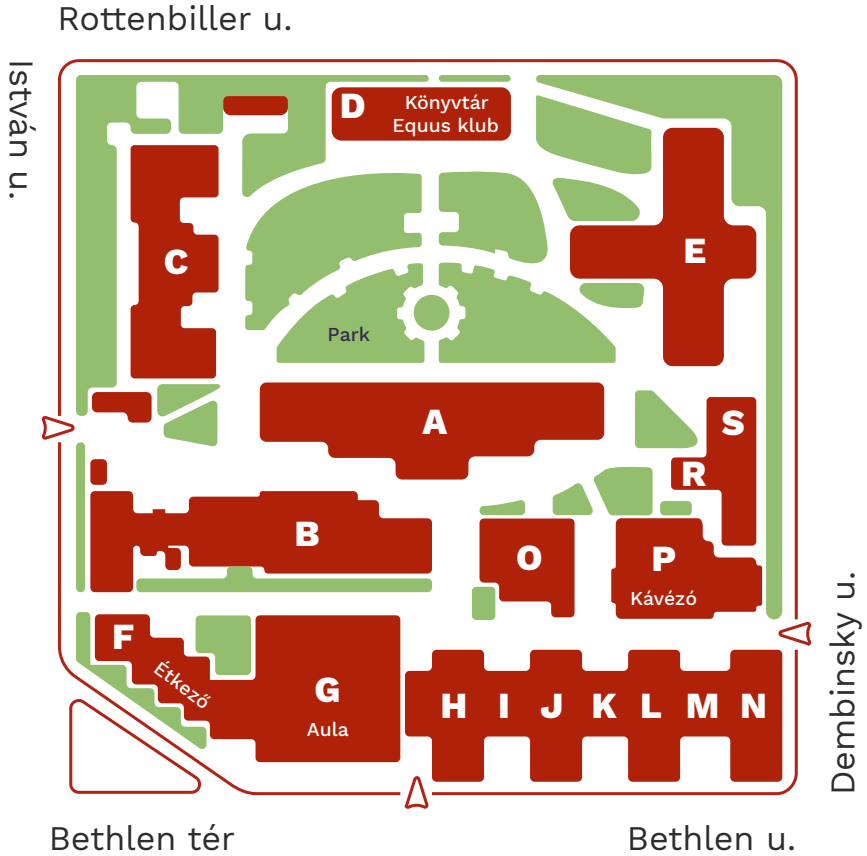 Rottenbiller u.
István u.
D
Könyvtár
Equus klub
C
E
Park
A
S
R
B
O
P
Kávézó
F
Étkező
G
Aula
H I J K L M N
Dembinsky u.
Bethlen tér
Bethlen u.